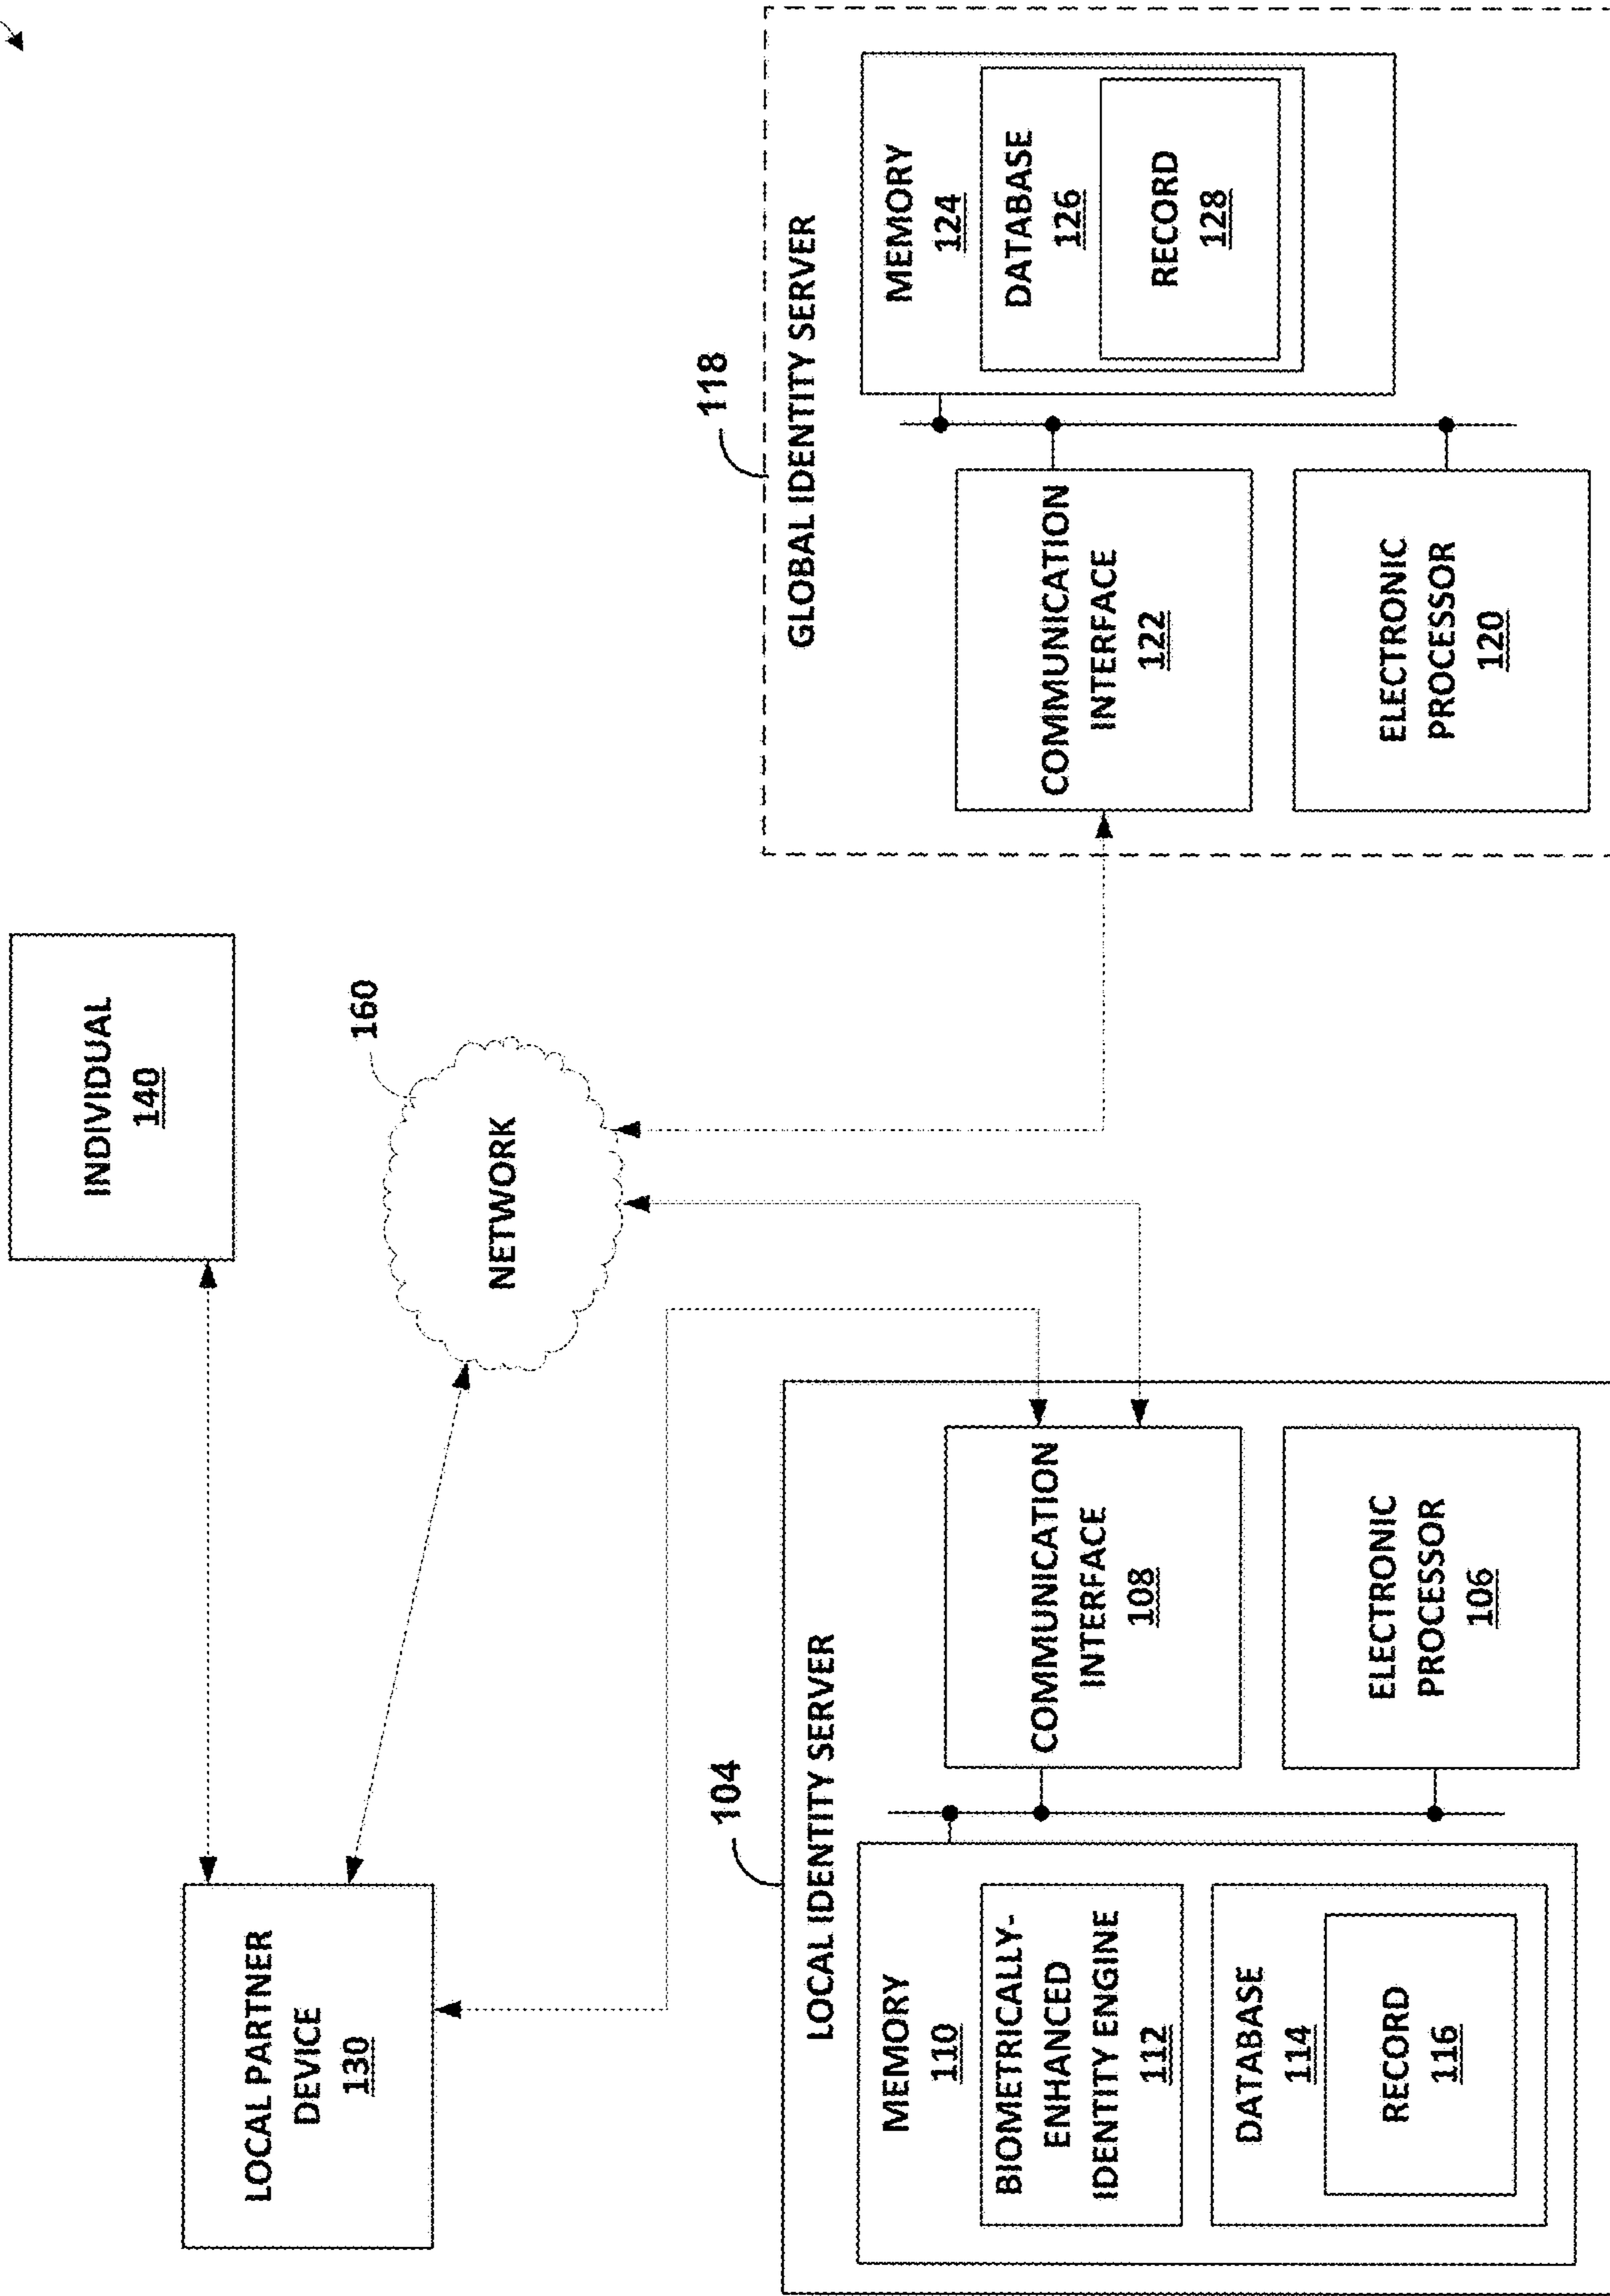 LOCAL PARTNER
DEVICE
130
INDIVIDUAL
140
160
NETWORK
104
LOCAL IDENTITY SERVER
MEMORY
110
BIOMETRICALLY-
ENHANCED
IDENTITY ENGINE
112
DATABASE
114
RECORD
116
COMMUNICATION
INTERFACE
108
ELECTRONIC
PROCESSOR
106
118
GLOBAL IDENTITY SERVER
COMMUNICATION
INTERFACE
122
ELECTRONIC
PROCESSOR
120
MEMORY
124
DATABASE
126
RECORD
128